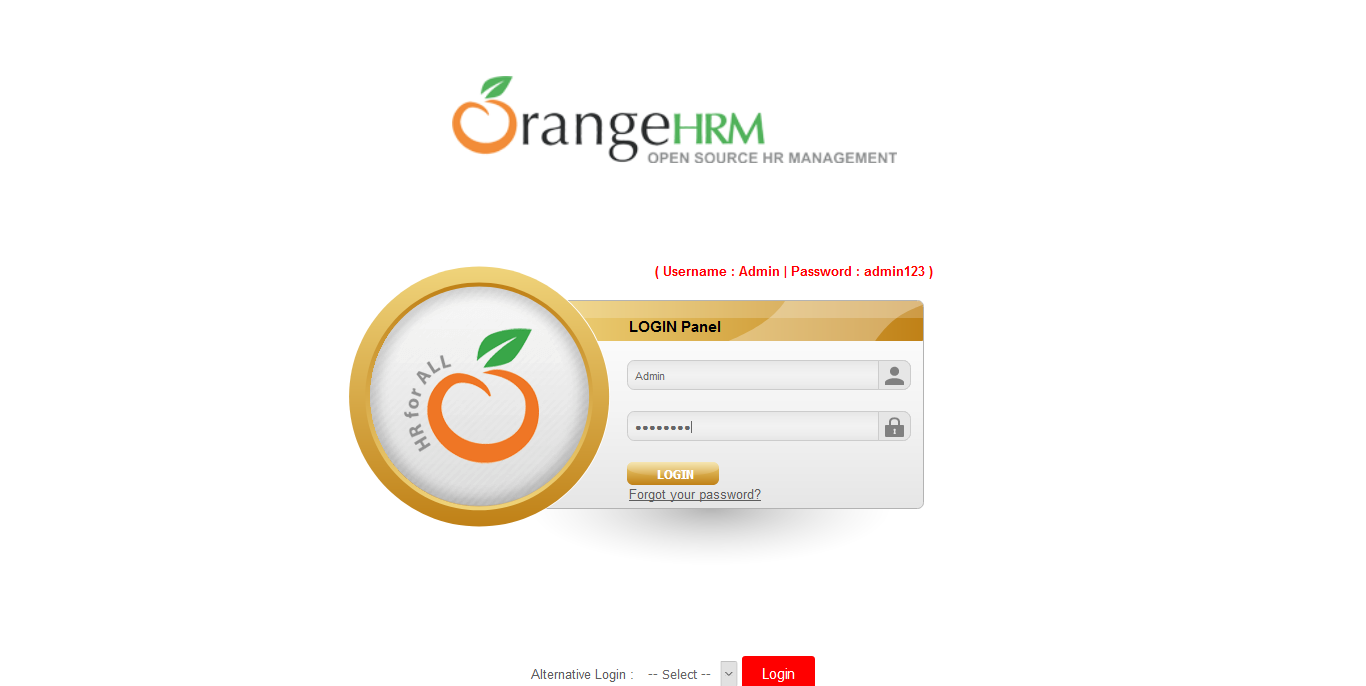 OrangeHRM
OPEN SOURCE HR MANAGEMENT
( Username : Admin | Password : admin123 )
LOGIN Panel
HR for ALL
Admin
••••••••
LOGIN
Forgot your password?
Alternative Login : -- Select -- Login